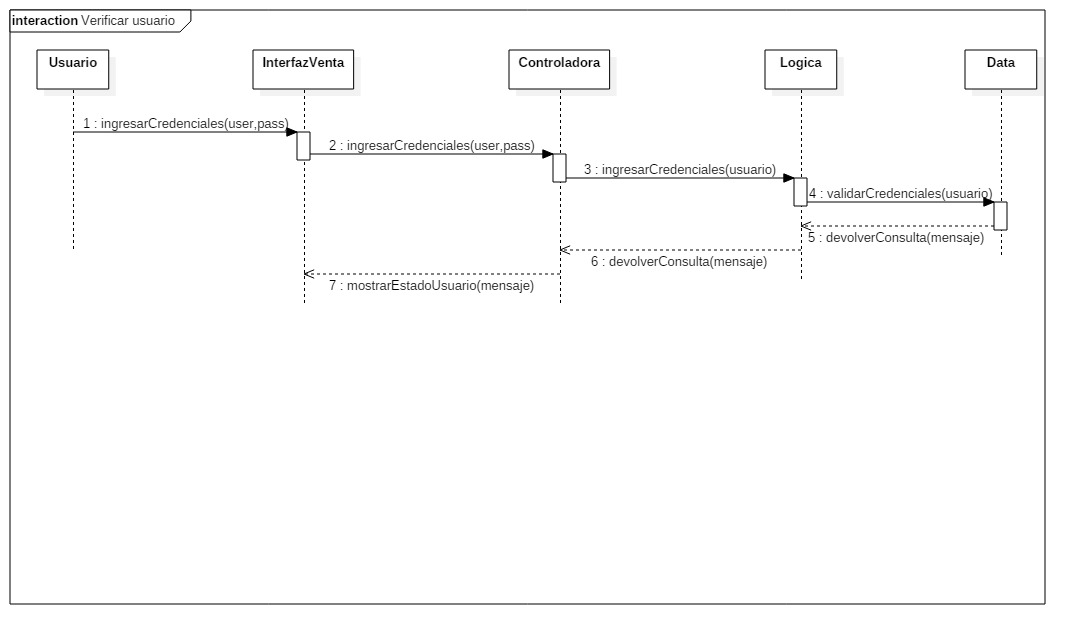 interaction Verificar usuario
Usuario
InterfazVenta
Controladora
Logica
Data
1 : ingresarCredenciales(user,pass)
2 : ingresarCredenciales(user,pass)
3 : ingresarCredenciales(usuario)
4 : validarCredenciales(usuario)
5 : devolverConsulta(mensaje)
6 : devolverConsulta(mensaje)
7 : mostrarEstadoUsuario(mensaje)